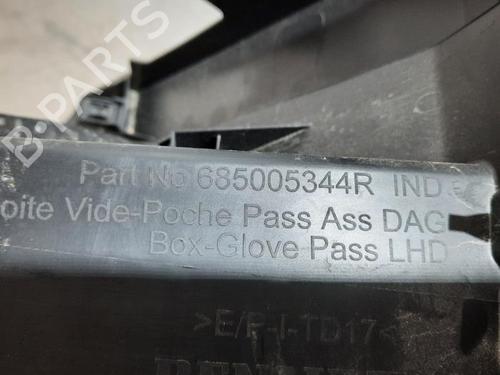 B-PARTS
Part No 685005344R IND
oite Vide-Poche Pass Ass DAG
Box-Glove Pass LHD
>E/P-I-TD17<